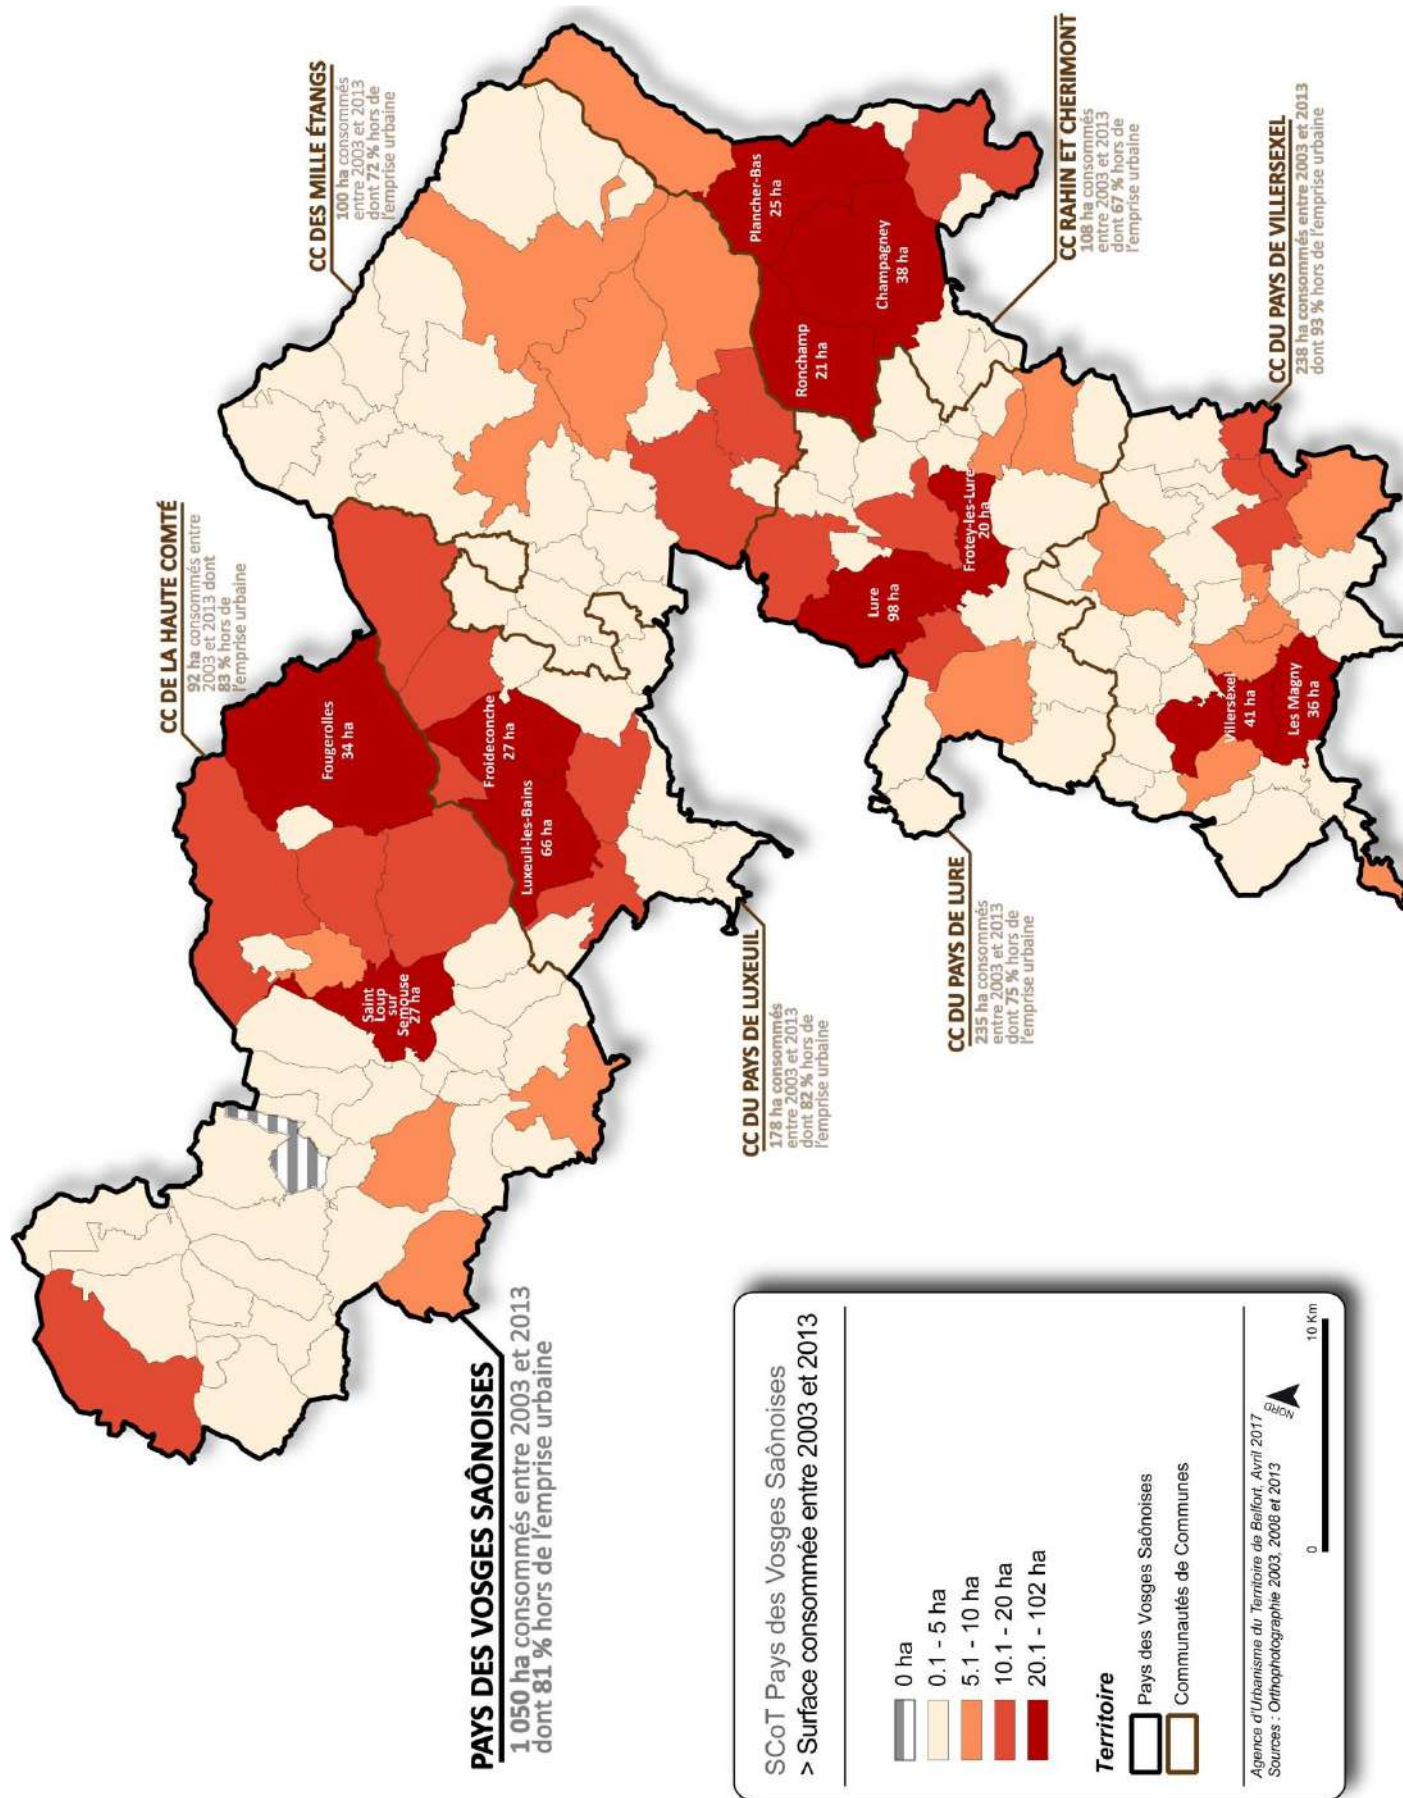 CC DE LA HAUTE COMTÉ
92 ha consommés entre
2003 et 2013 dont
83 % hors de
l'emprise urbaine
CC DES MILLE ÉTANGS
100 ha consommés
entre 2003 et 2013
dont 72 % hors de
l'emprise urbaine
Fougerolles
34 ha
Saint
Loup
sur
Semouse
27 ha
Froideconche
27 ha
Luxeuil-les-Bains
66 ha
Plancher-Bas
25 ha
Ronchamp
21 ha
Champagney
38 ha
Lure
98 ha
Frotey-les-Lure
20 ha
Villersexel
41 ha
Les Magny
36 ha
PAYS DES VOSGES SAÔNOISES
1 050 ha consommés entre 2003 et 2013
dont 81 % hors de l'emprise urbaine
CC DU PAYS DE LUXEUIL
178 ha consommés
entre 2003 et 2013
dont 82 % hors de
l'emprise urbaine
CC DU PAYS DE LURE
235 ha consommés
entre 2003 et 2013
dont 75 % hors de
l'emprise urbaine
CC RAHIN ET CHERIMONT
108 ha consommés
entre 2003 et 2013
dont 67 % hors de
l'emprise urbaine
CC DU PAYS DE VILLERSEXEL
238 ha consommés entre 2003 et 2013
dont 93 % hors de l'emprise urbaine
SCoT Pays des Vosges Saônoises
> Surface consommée entre 2003 et 2013
0 ha
0.1 - 5 ha
5.1 - 10 ha
10.1 - 20 ha
20.1 - 102 ha
Territoire
Pays des Vosges Saônoises
Communautés de Communes
Agence d'Urbanisme du Territoire de Belfort, Avril 2017
Sources : Orthophotographie 2003, 2008 et 2013
NORD
0
10 Km